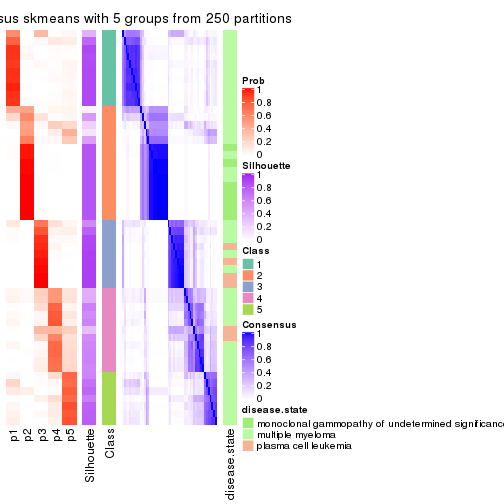 sus skmeans with 5 groups from 250 partitions
Prob
1
0.8
0.6
0.4
0.2
0
Silhouette
1
0.8
0.6
0.4
0.2
0
Class
1
2
3
4
5
Consensus
1
0.8
0.6
0.4
0.2
0
disease.state
monoclonal gammopathy of undetermined significance
multiple myeloma
plasma cell leukemia
p1
p2
p3
p4
p5
Silhouette
Class
disease.state